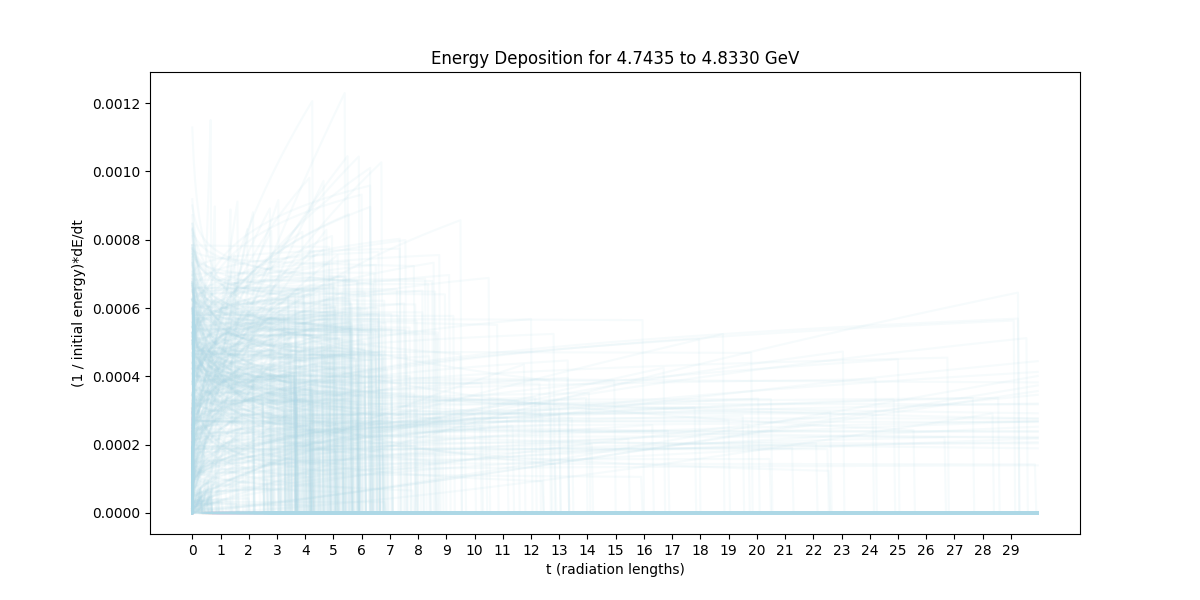 Energy Deposition for 4.7435 to 4.8330 GeV
(1 / initial energy)*dE/dt
0.0012
0.0010
0.0008
0.0006
0.0004
0.0002
0.0000
0 1 2 3 4 5 6 7 8 9 10 11 12 13 14 15 16 17 18 19 20 21 22 23 24 25 26 27 28 29
t (radiation lengths)